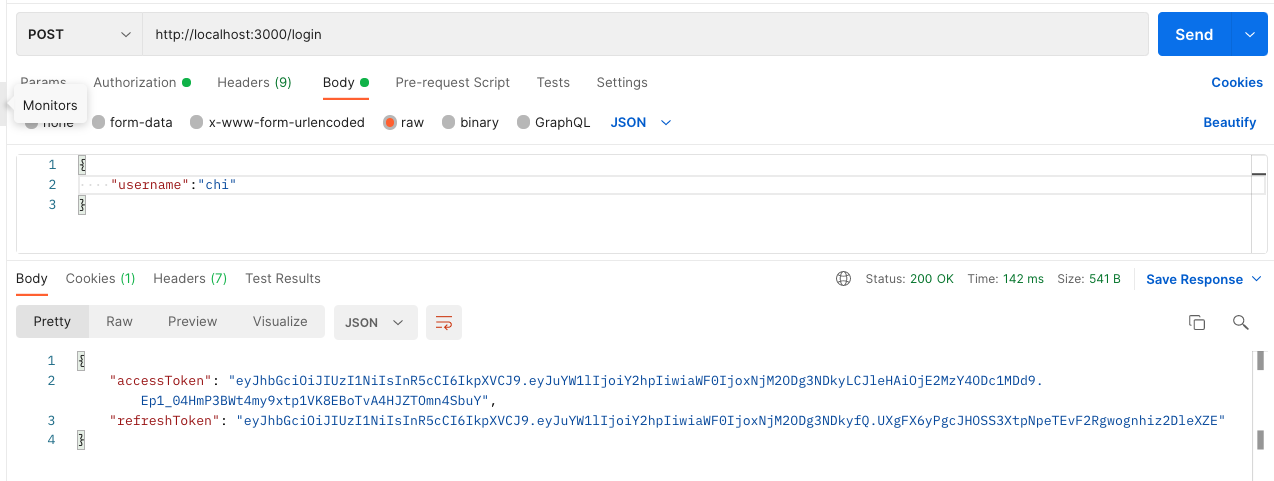 POST http://localhost:3000/login Send
Params Authorization Headers (9) Body Pre-request Script Tests Settings Cookies
Monitors
none form-data x-www-form-urlencoded raw binary GraphQL JSON Beautify
1 {
2 ····"username":"chi"
3 }
Body Cookies (1) Headers (7) Test Results Status: 200 OK Time: 142 ms Size: 541 B Save Response
Pretty Raw Preview Visualize JSON
1 {
2 "accessToken": "eyJhbGciOiJIUzI1NiIsInR5cCI6IkpXVCJ9.eyJuYW1lIjoiY2hpIiwiaWF0IjoxNjM2ODg3NDkyLCJleHAiOjE2MzY4ODc1MDd9.
Ep1_04HmP3BWt4my9xtp1VK8EBoTvA4HJZTOmn4SbuY",
3 "refreshToken": "eyJhbGciOiJIUzI1NiIsInR5cCI6IkpXVCJ9.eyJuYW1lIjoiY2hpIiwiaWF0IjoxNjM2ODg3NDkyfQ.UXgFX6yPgcJHOSS3XtpNpeTEvF2Rgwognhiz2DleXZE"
4 }